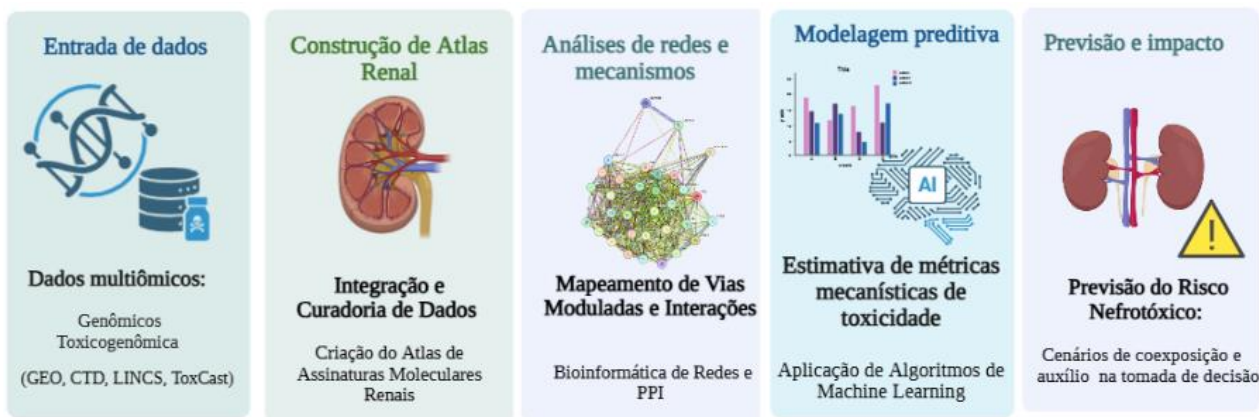 Entrada de dados
Dados multiômicos:
Genômicos
Toxicogenômica
(GEO, CTD, LINCS, ToxCast)
Construção de Atlas
Renal
Integração e
Curadoria de Dados
Criação do Atlas de
Assinaturas Moleculares
Renais
Análises de redes e
mecanismos
Mapeamento de Vias
Moduladas e Interações
Bioinformática de Redes e
PPI
Modelagem preditiva
AI
Estimativa de métricas
mecanísticas de
toxicidade
Aplicação de Algoritmos de
Machine Learning
Previsão e impacto
Previsão do Risco
Nefrotóxico:
Cenários de coexposição e
auxílio na tomada de decisão